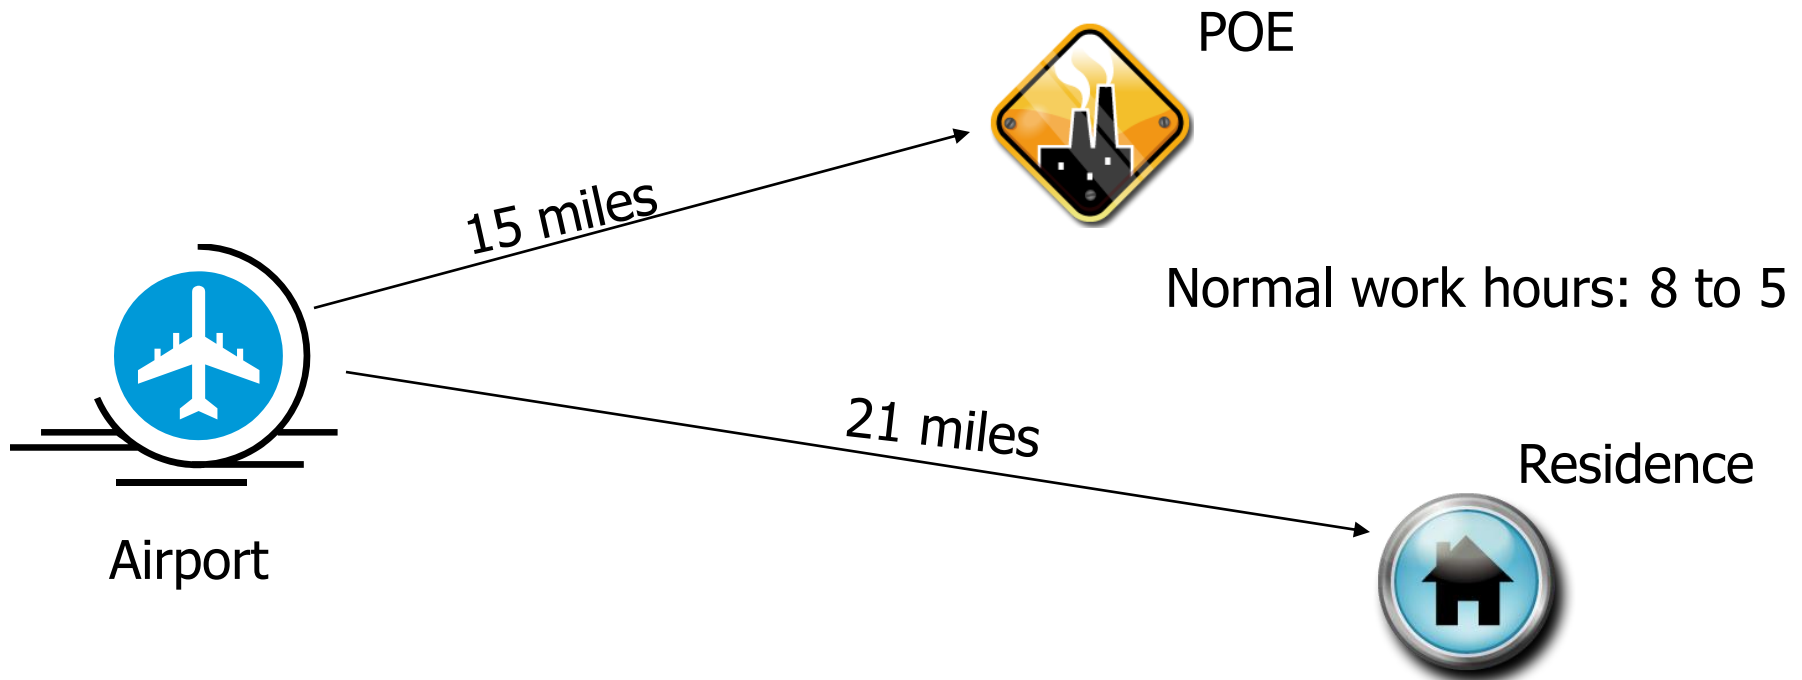 POE
15 miles
Normal work hours: 8 to 5
21 miles
Residence
Airport